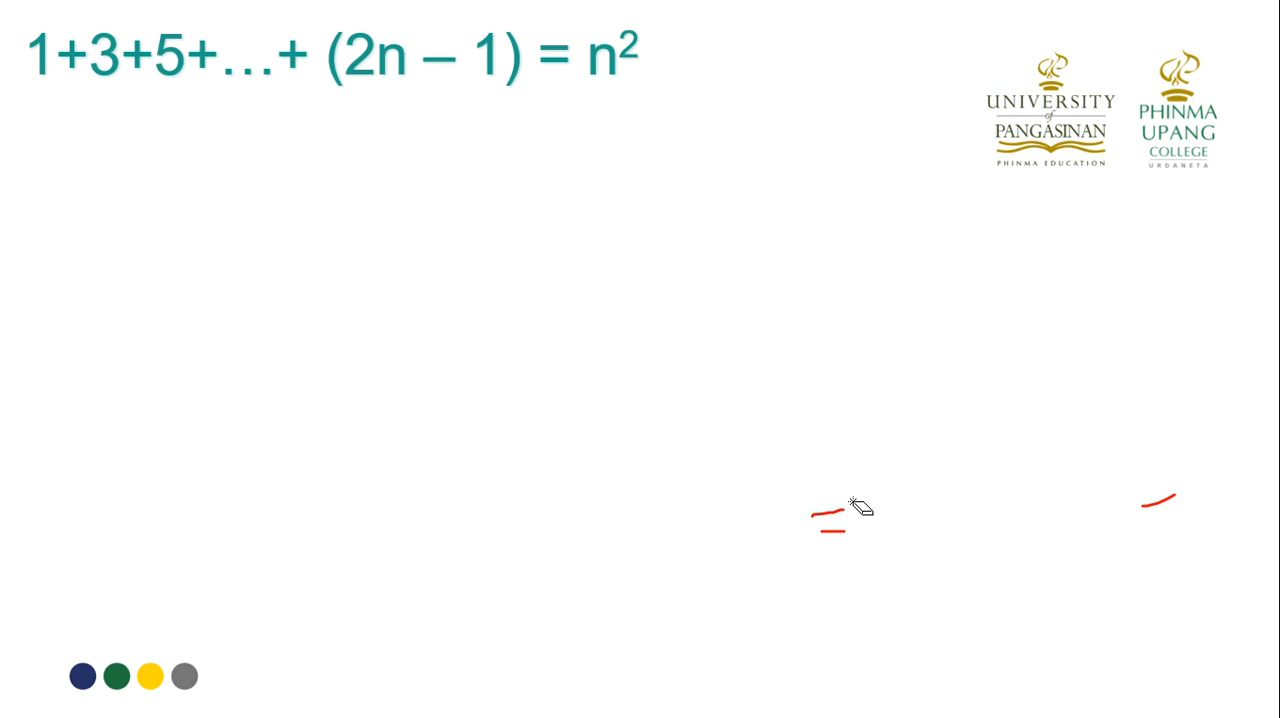 1+3+5+…+ (2n – 1) = n²
UNIVERSITY
of
PANGASINAN
PHINMA EDUCATION
PHINMA
UPANG
COLLEGE
URDANETA
=